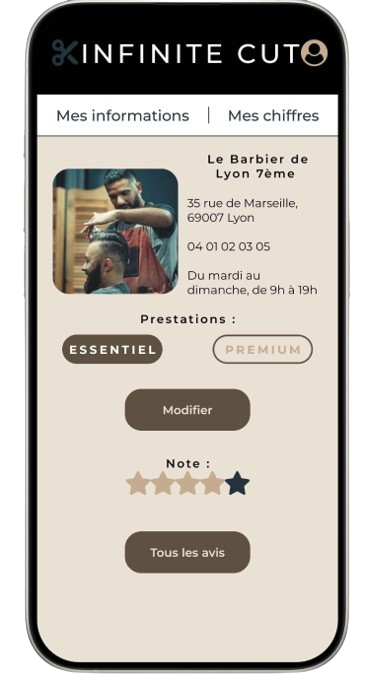 INFINITE CUT
Mes informations | Mes chiffres
Le Barbier de
Lyon 7ème
35 rue de Marseille,
69007 Lyon
04 01 02 03 05
Du mardi au
dimanche, de 9h à 19h
Prestations :
ESSENTIEL
PREMIUM
Modifier
Note :
Tous les avis